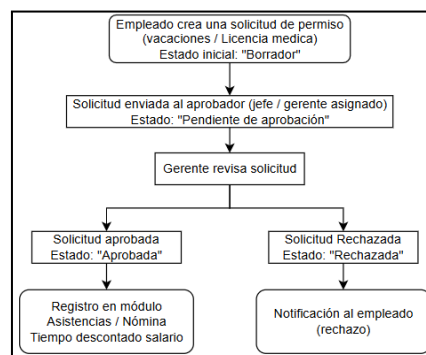 Empleado crea una solicitud de permiso
(vacaciones / Licencia medica)
Estado inicial: "Borrador"
Solicitud enviada al aprobador (jefe / gerente asignado)
Estado: "Pendiente de aprobación"
Gerente revisa solicitud
Solicitud aprobada
Estado: "Aprobada"
Solicitud Rechazada
Estado: "Rechazada"
Registro en módulo
Asistencias / Nómina
Tiempo descontado salario
Notificación al empleado
(rechazo)